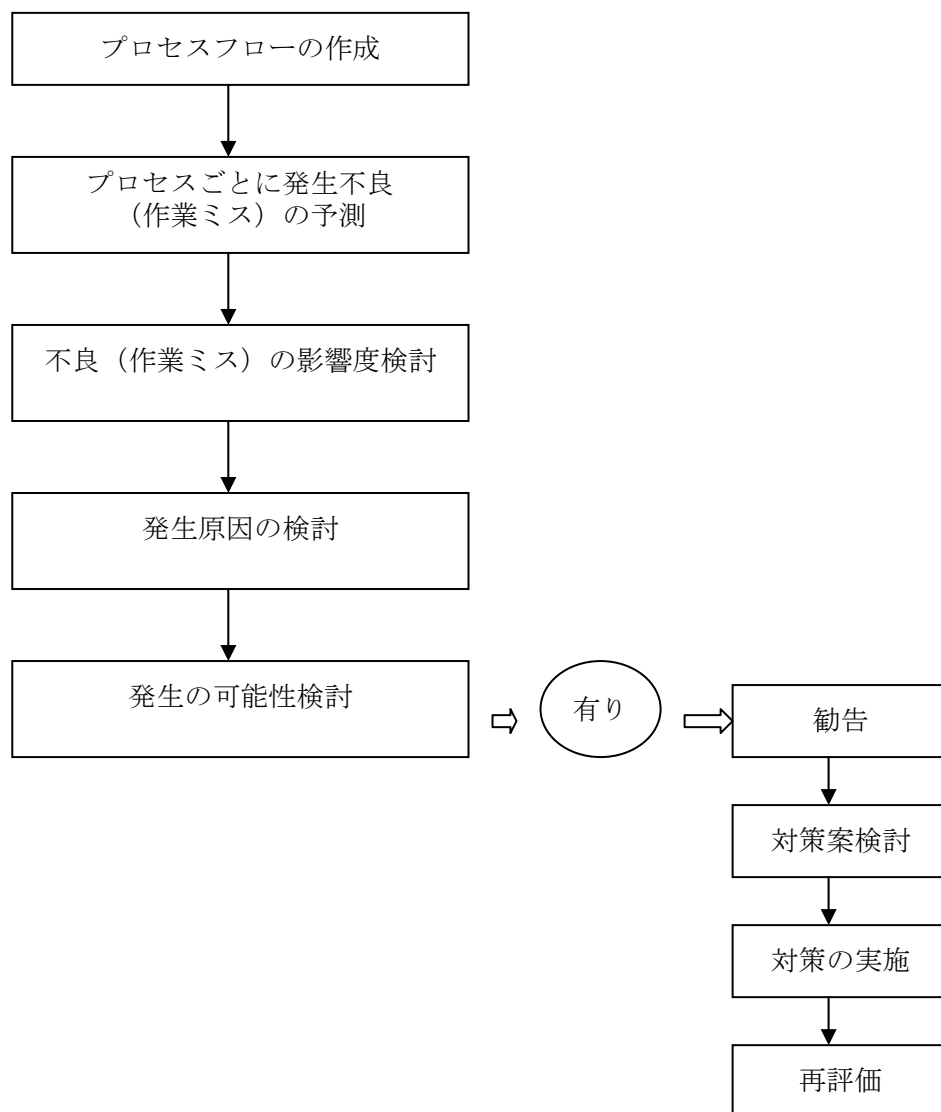 プロセスフローの作成
プロセスごとに発生不良
（作業ミス）の予測
不良（作業ミス）の影響度検討
発生原因の検討
発生の可能性検討
有り
勧告
対策案検討
対策の実施
再評価